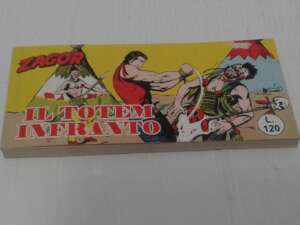 ZAGOR
IL TOTEM
INFRANTO
L.
120